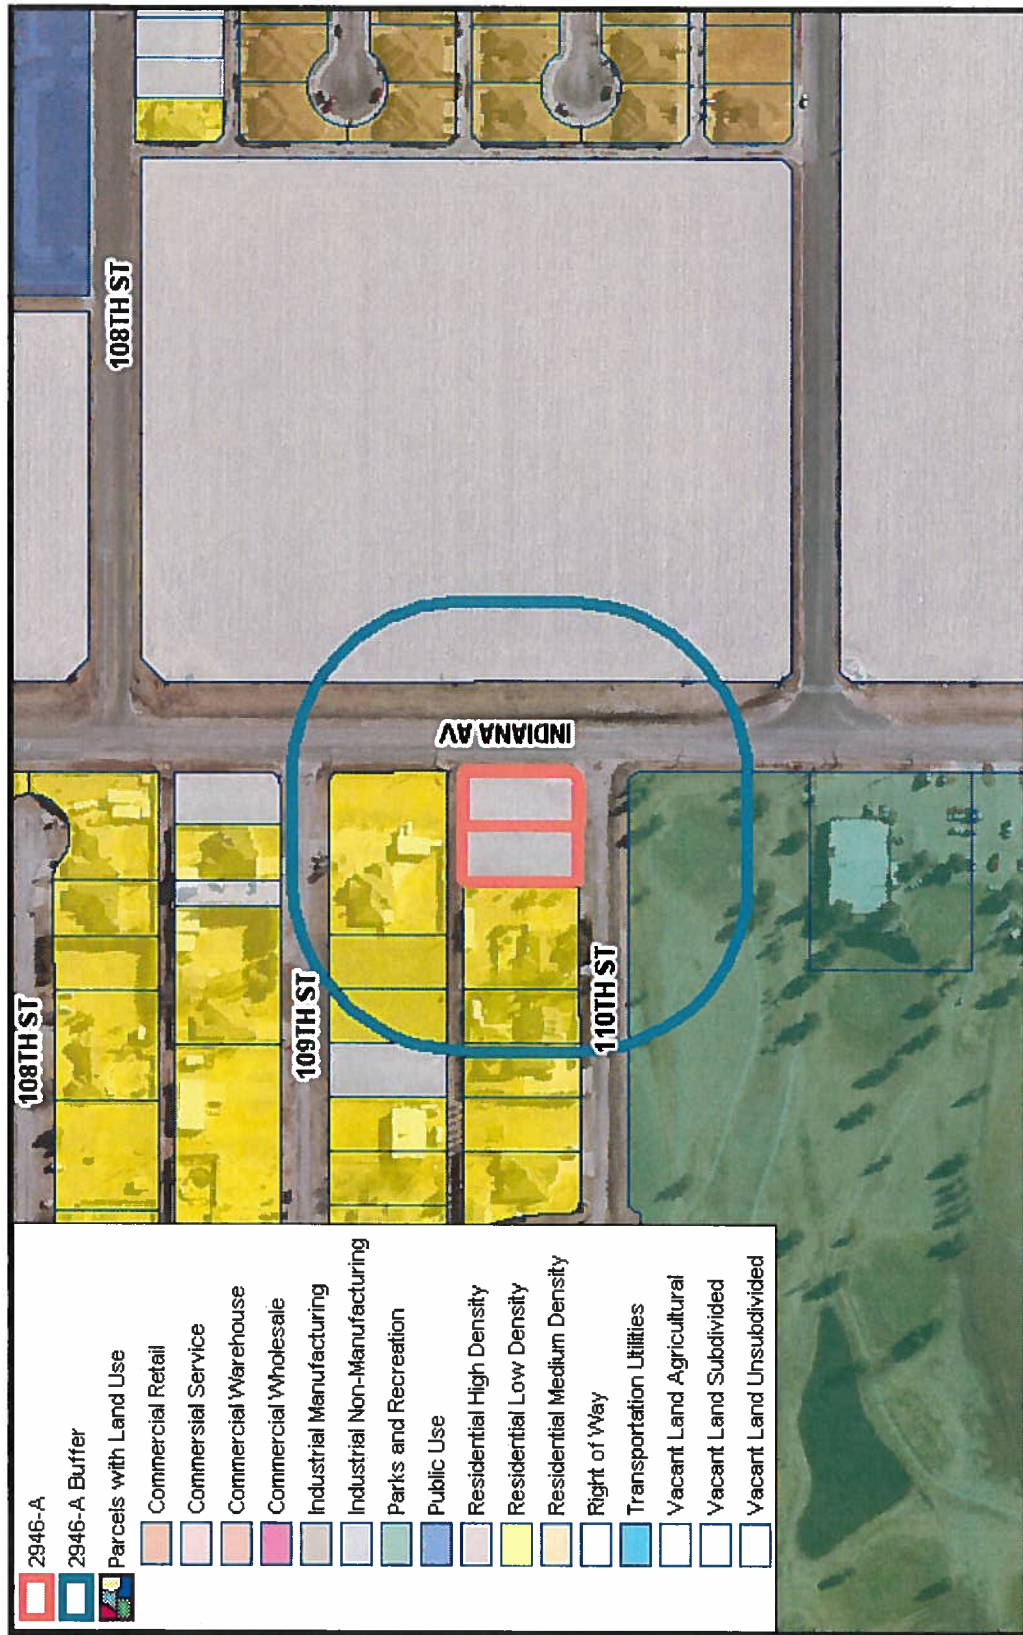 2946-A
2946-A Buffer
Parcels with Land Use
Commercial Retail
Commersial Service
Commercial Warehouse
Commercial Wholesale
Industrial Manufacturing
Industrial Non-Manufacturing
Parks and Recreation
Public Use
Residential High Density
Residential Low Density
Residential Medium Density
Right of Way
Transportation Utilities
Vacant Land Agricultural
Vacant Land Subdivided
Vacant Land Unsubdivided
108TH ST
108TH ST
109TH ST
INDIANA AV
110TH ST